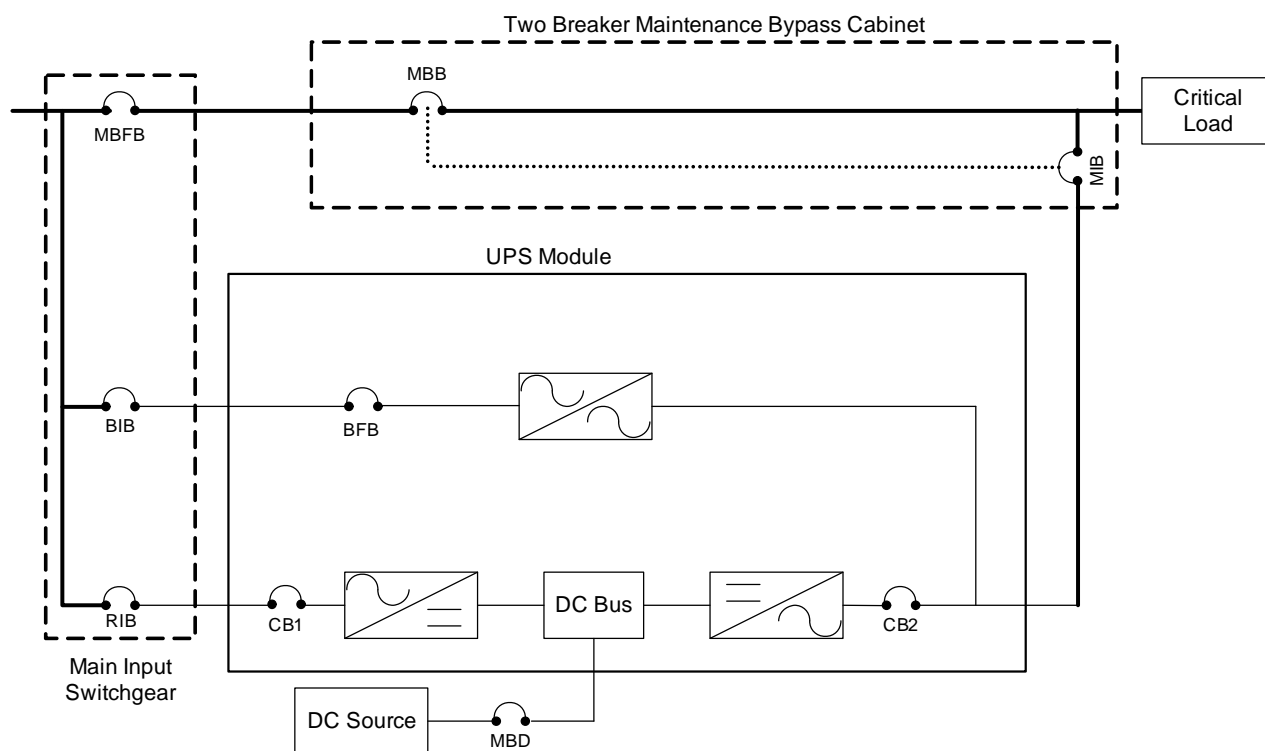 Two Breaker Maintenance Bypass Cabinet
MBB
Critical
Load
MBFB
MIB
UPS Module
BIB
BFB
DC Bus
RIB
CB1
CB2
Main Input
Switchgear
DC Source
MBD